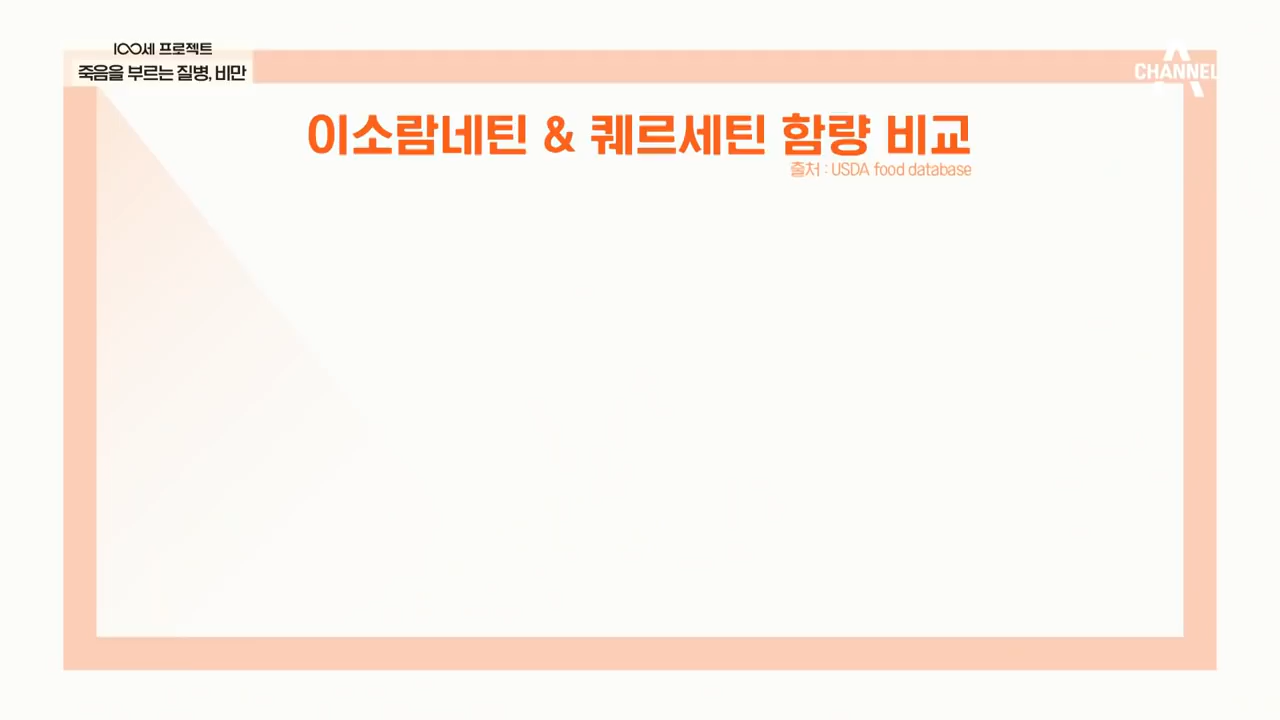 100세 프로젝트
죽음을 부르는 질병, 비만
CHANNEL A
이소람네틴 & 퀘르세틴 함량 비교
출처 : USDA food database